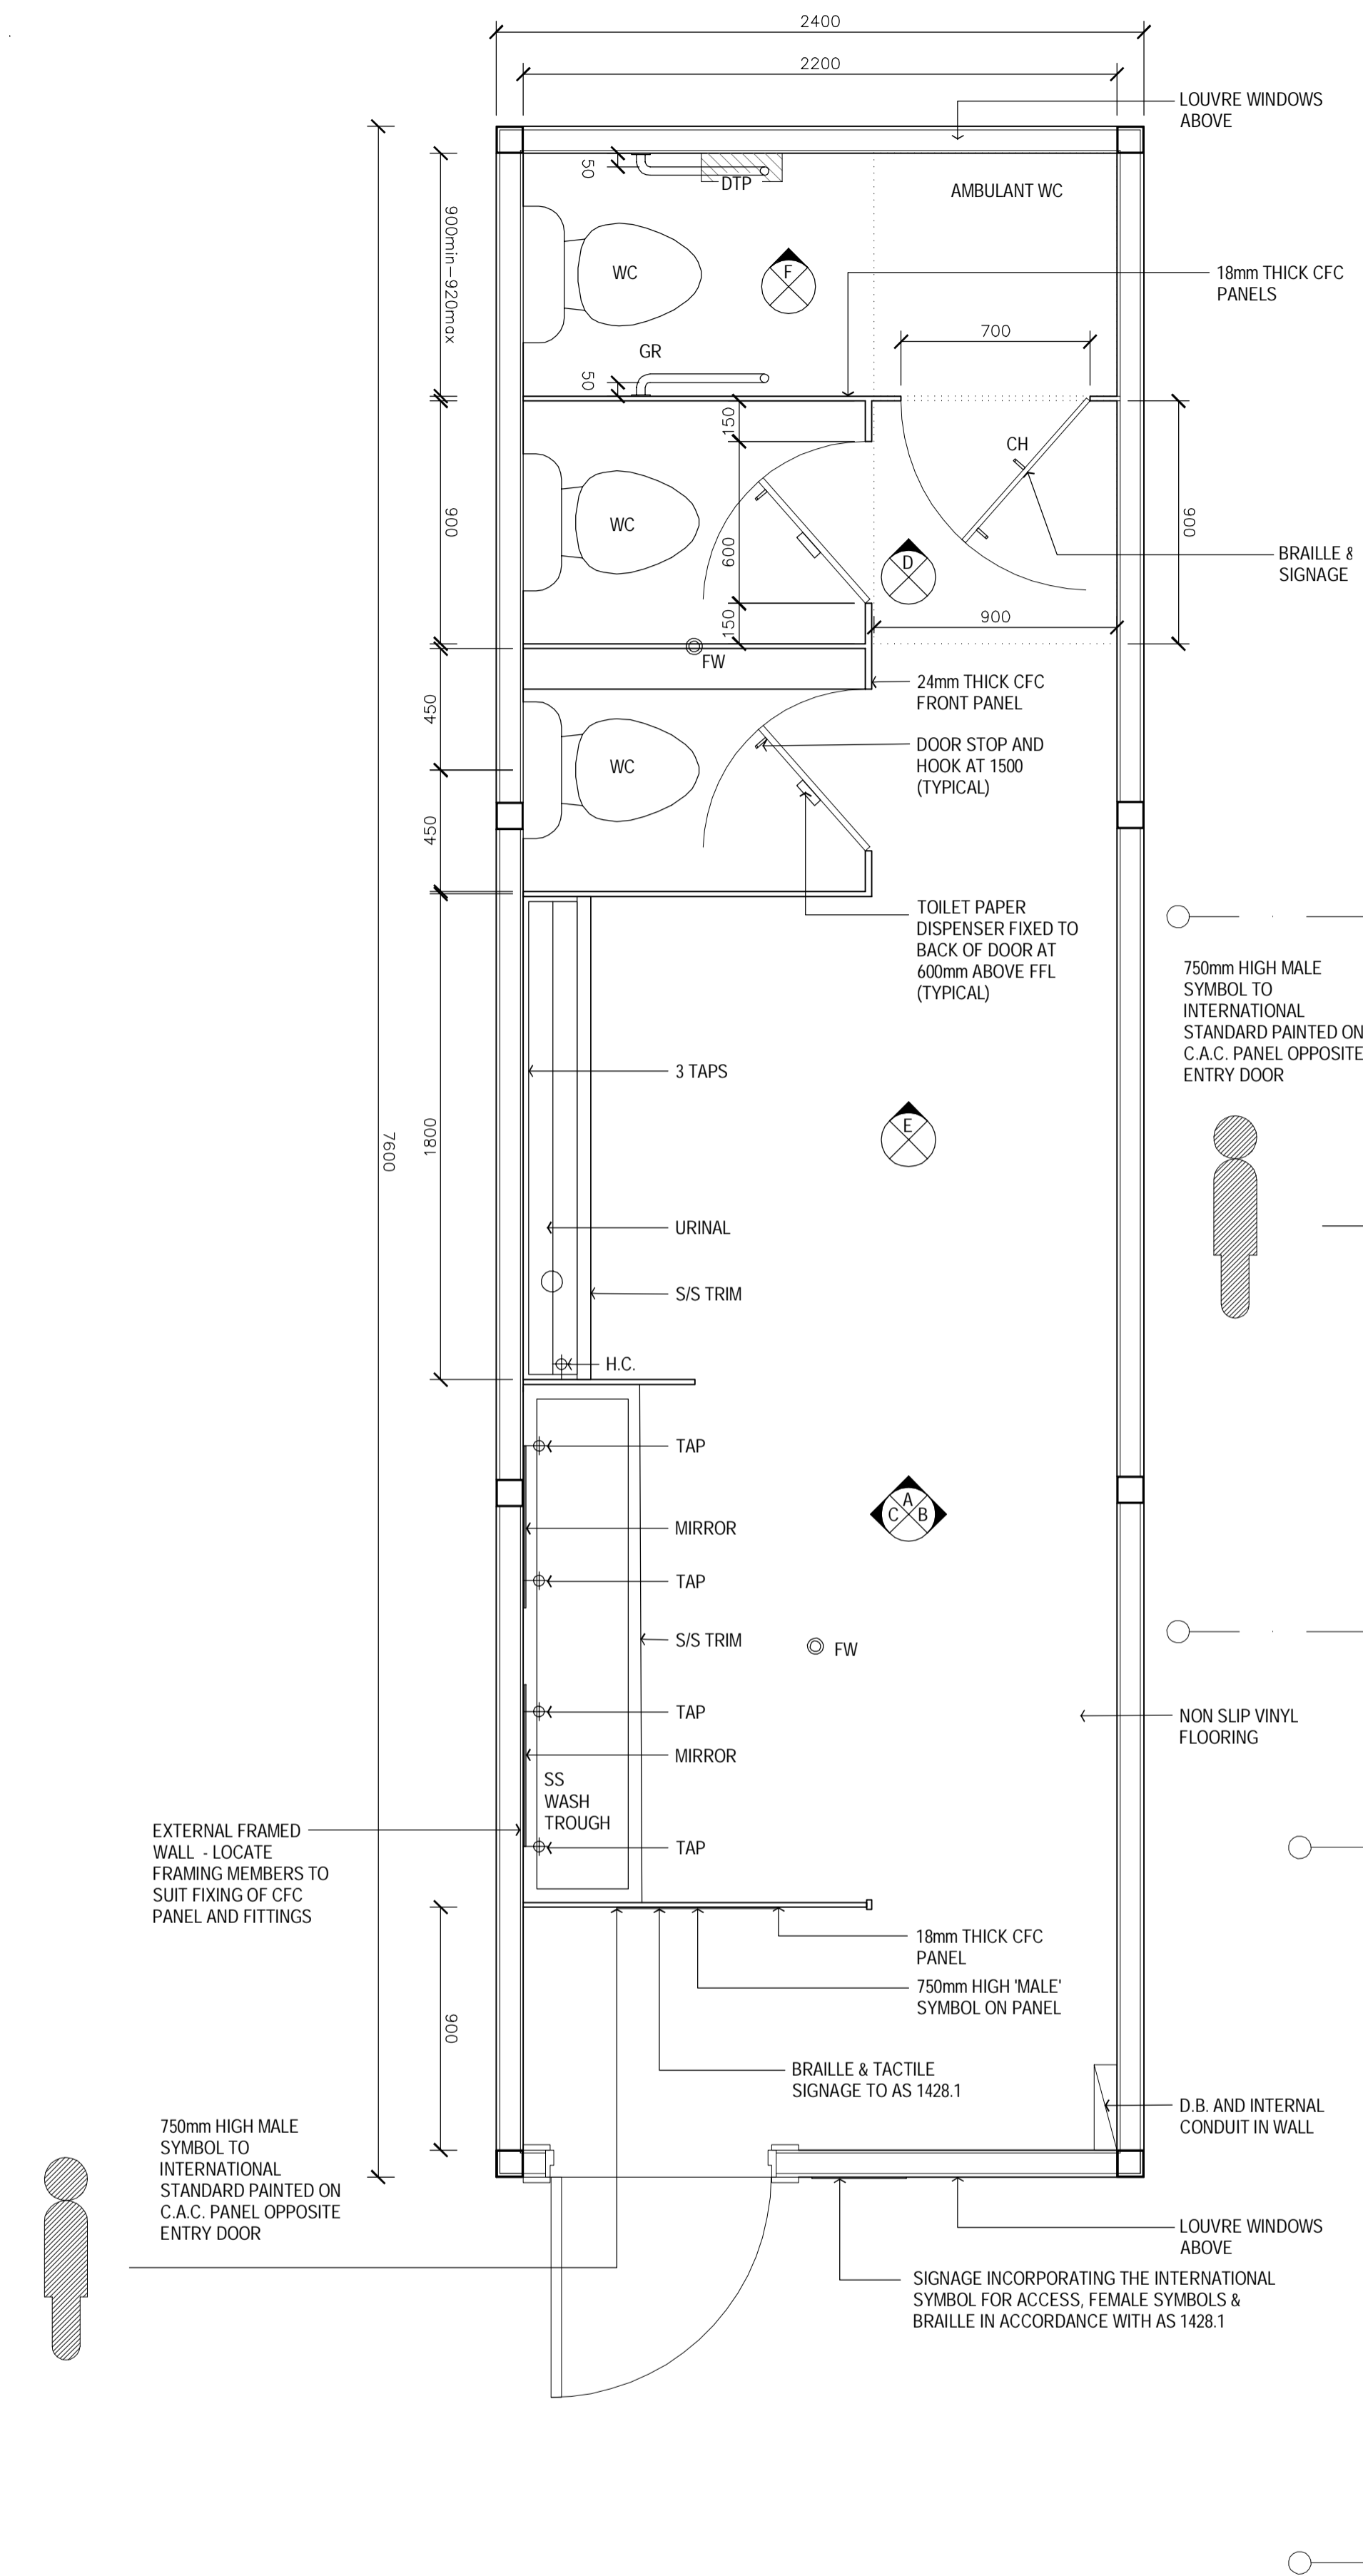 2400
2200
LOUVRE WINDOWS
ABOVE
50
DTP
AMBULANT WC
900min-920max
WC
F
18mm THICK CFC
PANELS
GR
50
700
150
CH
900
WC
600
900
BRAILLE &
SIGNAGE
D
150
900
FW
24mm THICK CFC
FRONT PANEL
450
DOOR STOP AND
HOOK AT 1500
(TYPICAL)
WC
450
TOILET PAPER
DISPENSER FIXED TO
BACK OF DOOR AT
600mm ABOVE FFL
(TYPICAL)
750mm HIGH MALE
SYMBOL TO
INTERNATIONAL
STANDARD PAINTED ON
C.A.C. PANEL OPPOSITE
ENTRY DOOR
3 TAPS
E
7600
1800
URINAL
S/S TRIM
H.C.
TAP
A
C
B
MIRROR
TAP
S/S TRIM
FW
TAP
NON SLIP VINYL
FLOORING
MIRROR
SS
WASH
TROUGH
TAP
EXTERNAL FRAMED
WALL - LOCATE
FRAMING MEMBERS TO
SUIT FIXING OF CFC
PANEL AND FITTINGS
18mm THICK CFC
PANEL
750mm HIGH 'MALE'
SYMBOL ON PANEL
900
BRAILLE & TACTILE
SIGNAGE TO AS 1428.1
D.B. AND INTERNAL
CONDUIT IN WALL
750mm HIGH MALE
SYMBOL TO
INTERNATIONAL
STANDARD PAINTED ON
C.A.C. PANEL OPPOSITE
ENTRY DOOR
LOUVRE WINDOWS
ABOVE
SIGNAGE INCORPORATING THE INTERNATIONAL
SYMBOL FOR ACCESS, FEMALE SYMBOLS &
BRAILLE IN ACCORDANCE WITH AS 1428.1